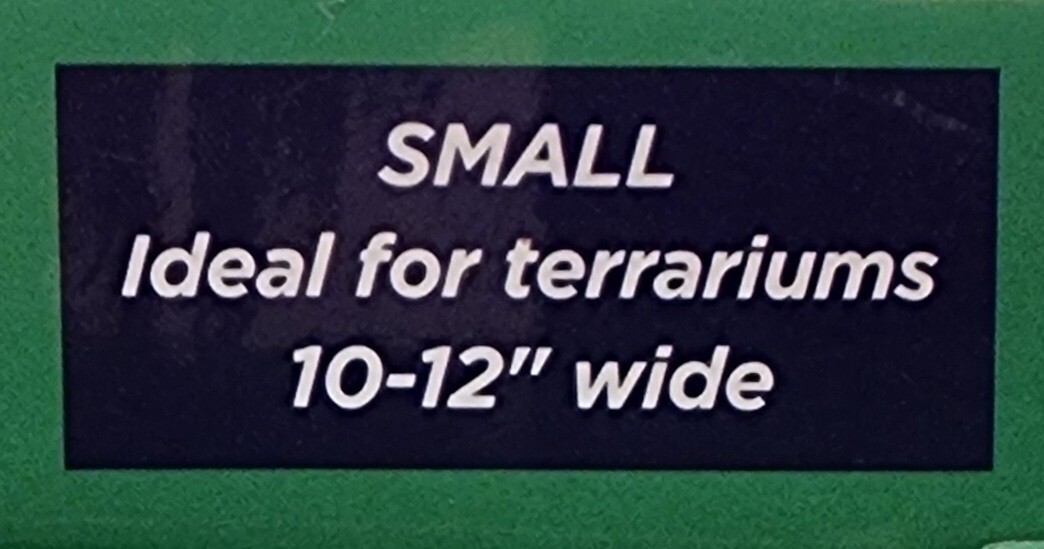 SMALL
Ideal for terrariums
10-12" wide